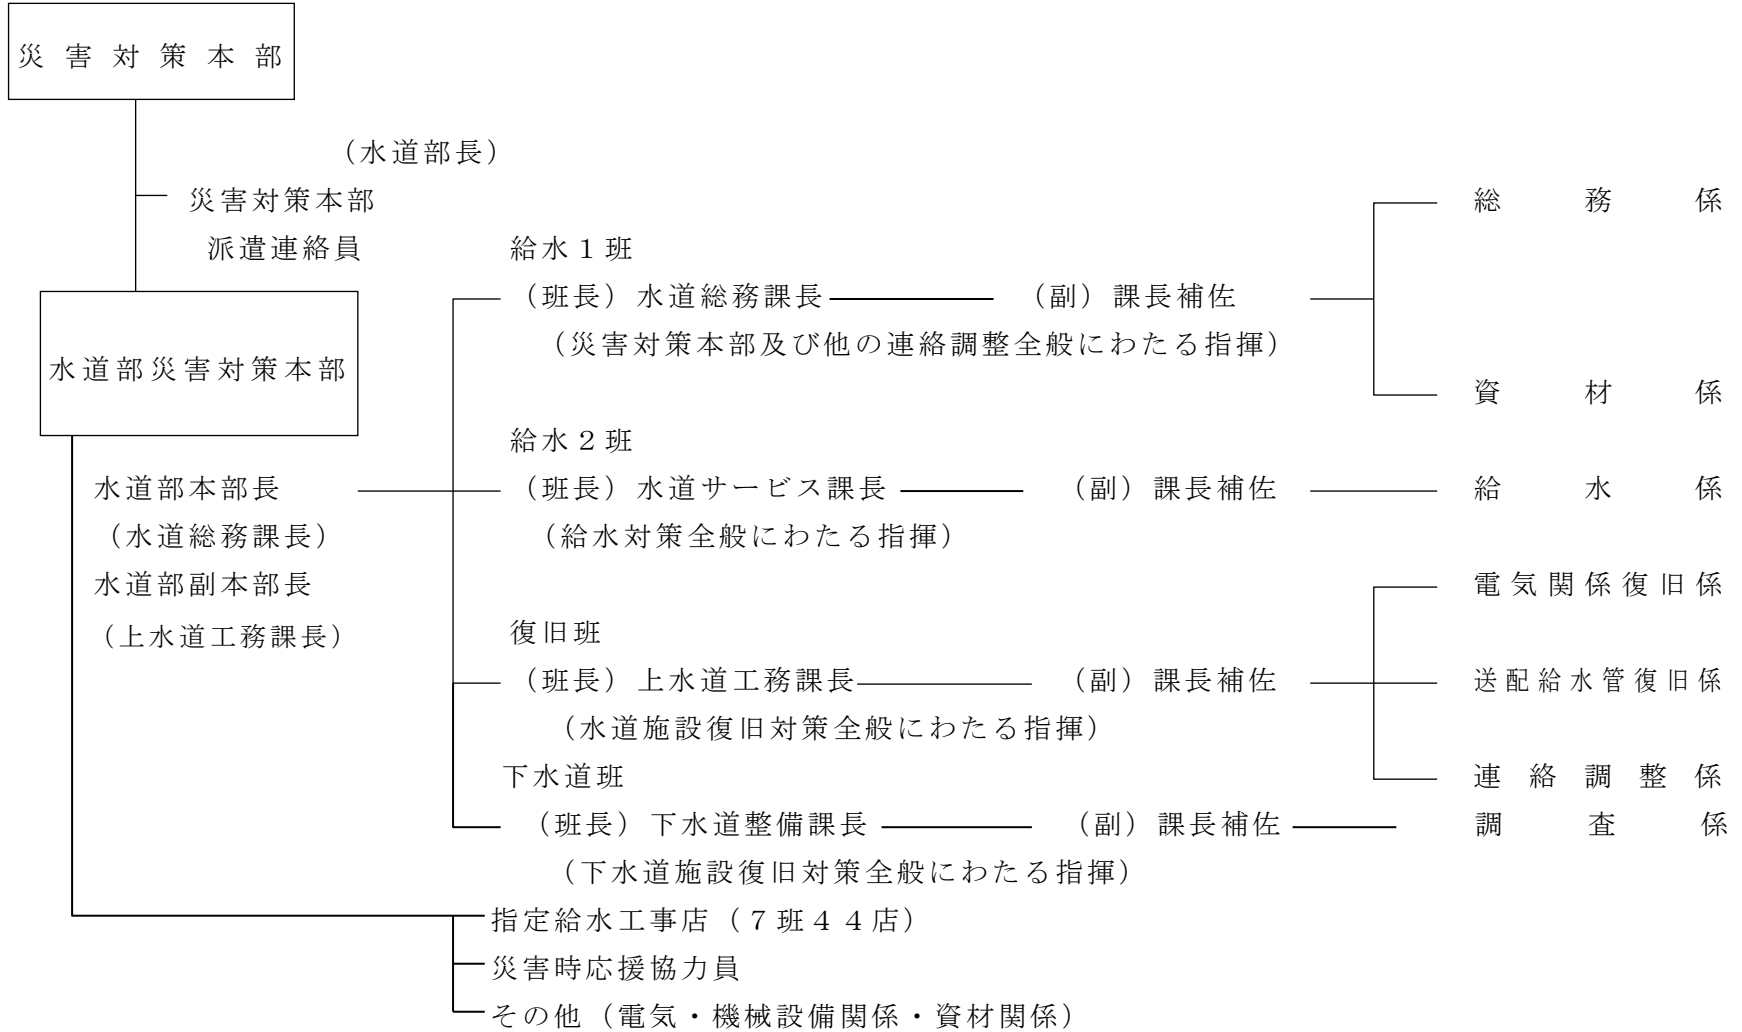 災害対策本部
（水道部長）
災害対策本部
派遣連絡員
水道部災害対策本部
水道部本部長
（水道総務課長）
水道部副本部長
（上水道工務課長）
給水１班
（班長）水道総務課長
（副）課長補佐
（災害対策本部及び他の連絡調整全般にわたる指揮）
総務係
資材係
給水２班
（班長）水道サービス課長
（副）課長補佐
給水係
（給水対策全般にわたる指揮）
復旧班
（班長）上水道工務課長
（副）課長補佐
（水道施設復旧対策全般にわたる指揮）
電気関係復旧係
送配給水管復旧係
連絡調整係
下水道班
（班長）下水道整備課長
（副）課長補佐
調査係
（下水道施設復旧対策全般にわたる指揮）
指定給水工事店（７班４４店）
災害時応援協力員
その他（電気・機械設備関係・資材関係）